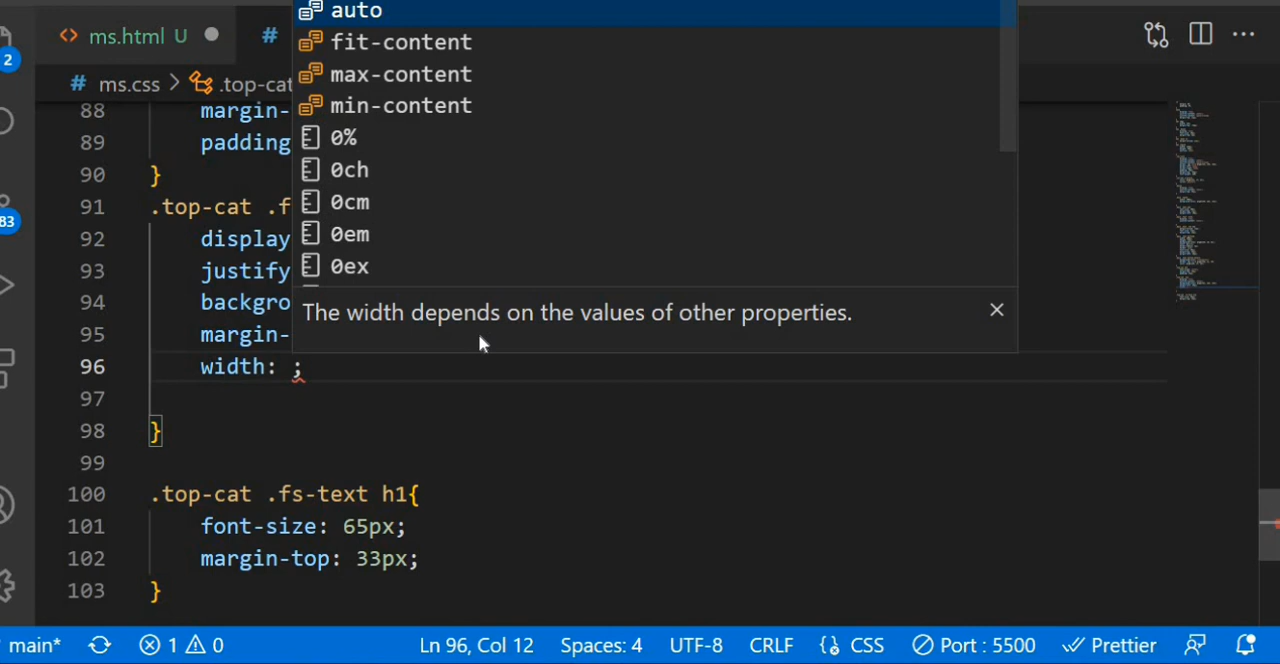 auto
<> ms.html U ● #
fit-content
2
max-content
# ms.css > .top-cat
min-content
88 margin-
0%
89 padding
0ch
90 }
0cm
83
91 .top-cat .f
0em
92 display
0ex
93 justify
94 backgro
The width depends on the values of other properties.
95 margin-
96 width: ;
97
98 }
99
100 .top-cat .fs-text h1{
101 font-size: 65px;
102 margin-top: 33px;
103 }
main* 1 0 Ln 96, Col 12 Spaces: 4 UTF-8 CRLF {} CSS Port : 5500 Prettier